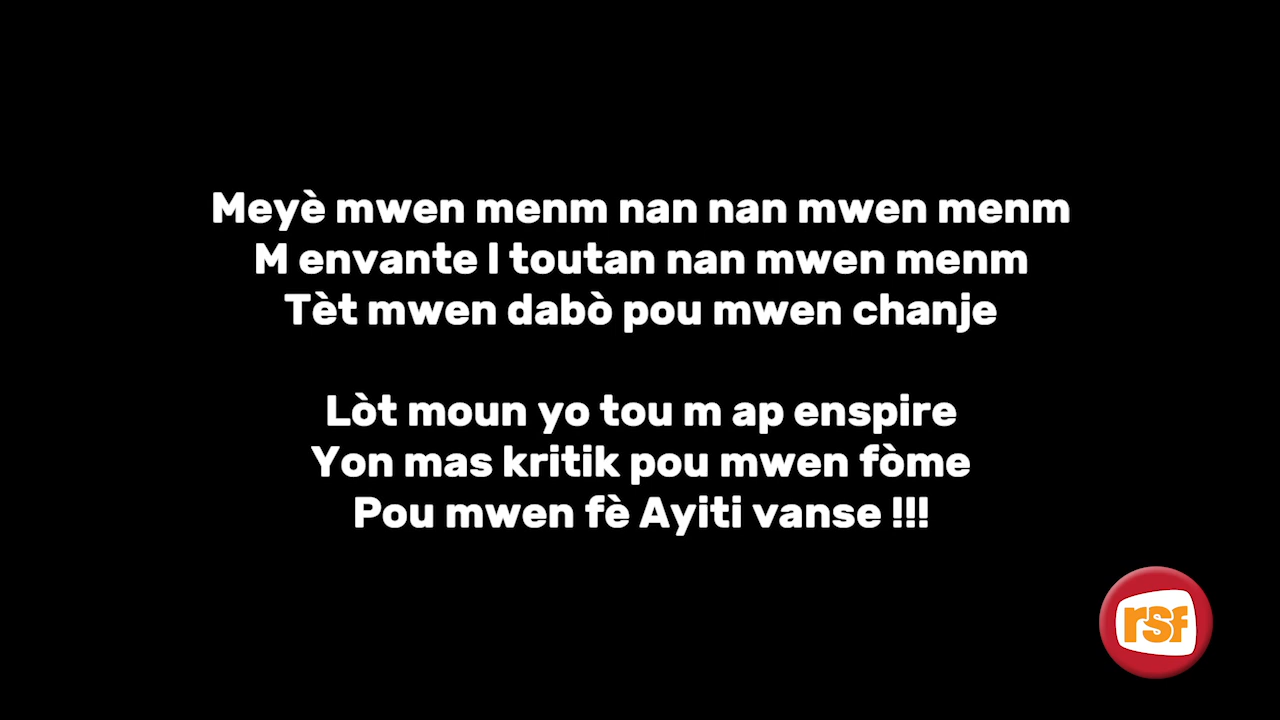 Meyè mwen menm nan nan mwen menm
M envante l toutan nan mwen menm
Tèt mwen dabò pou mwen chanje
Lòt moun yo tou m ap enspire
Yon mas kritik pou mwen fòme
Pou mwen fè Ayiti vanse !!!
rsf